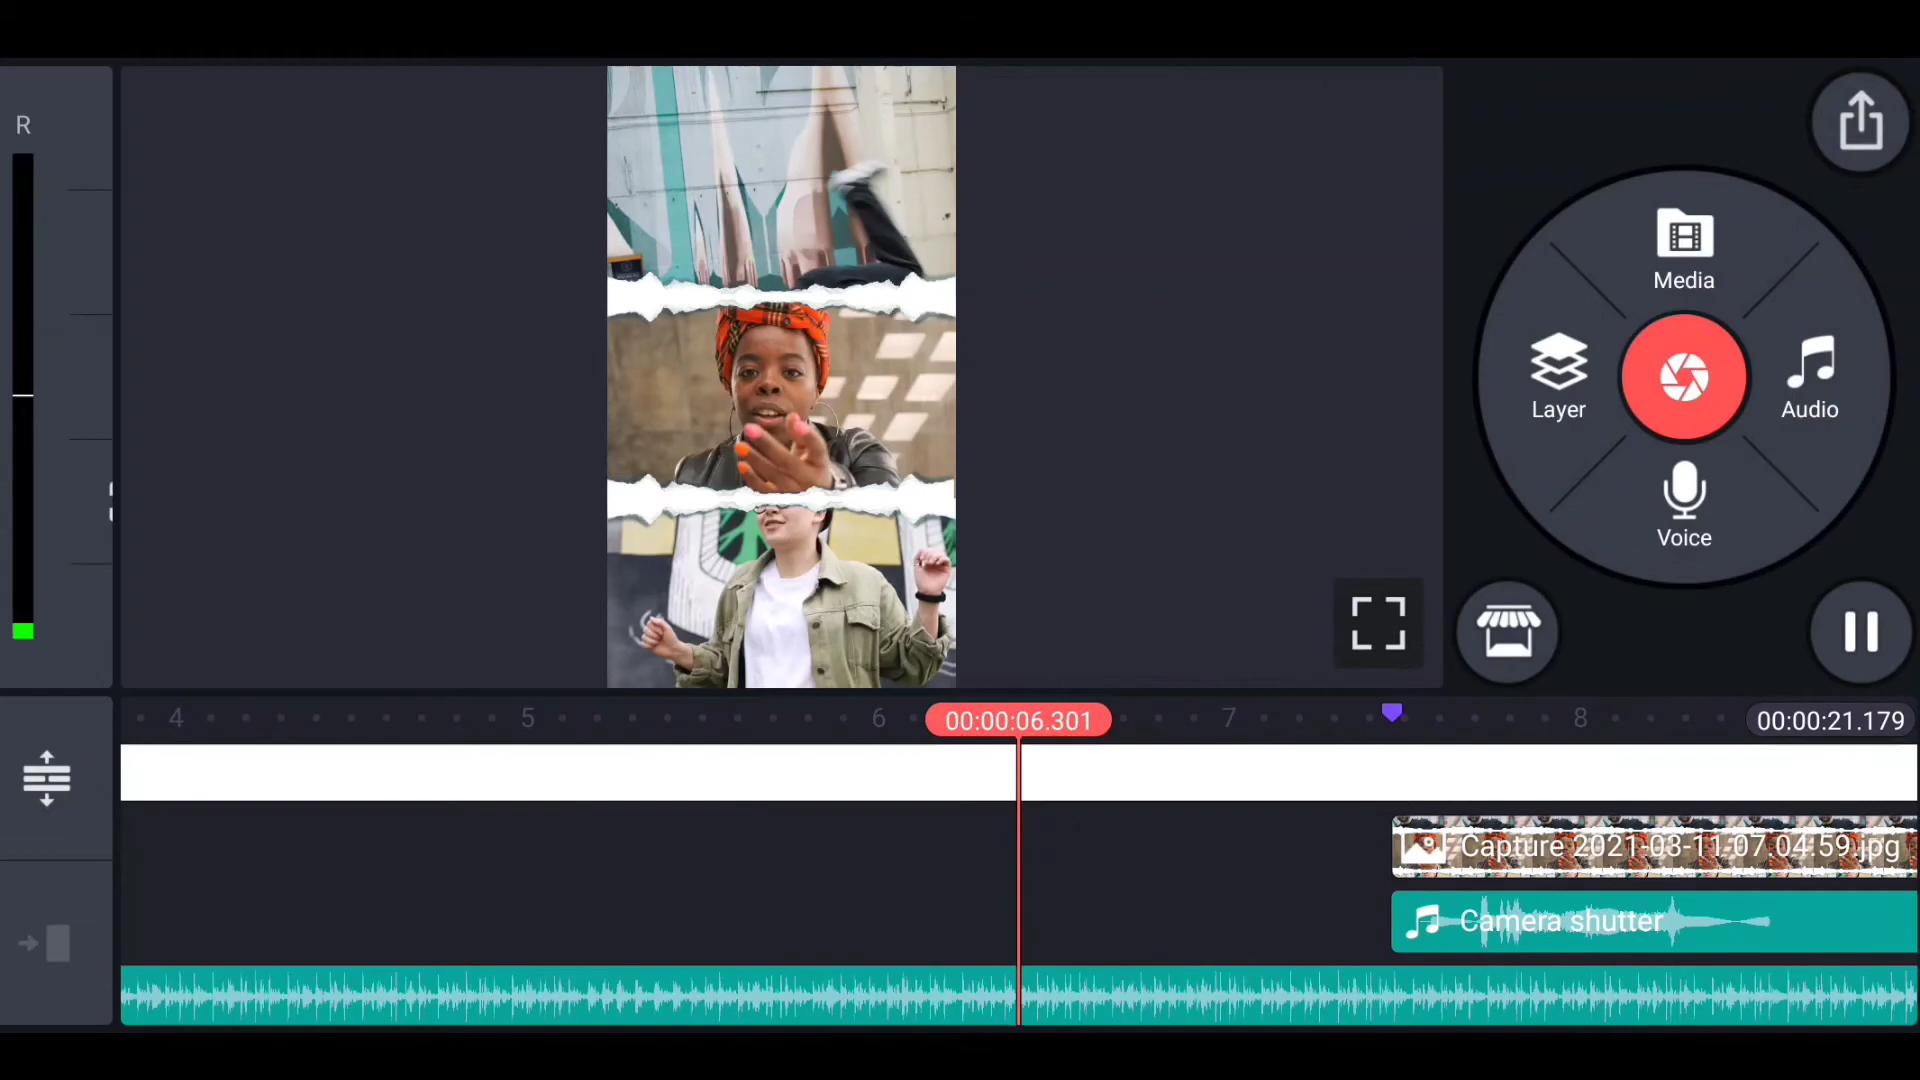 R
Media
Layer
Audio
Voice
4
5
6
00:00:06.301
7
8
00:00:21.179
Capture 2021-03-11.07.04.59.jpg
Camera shutter